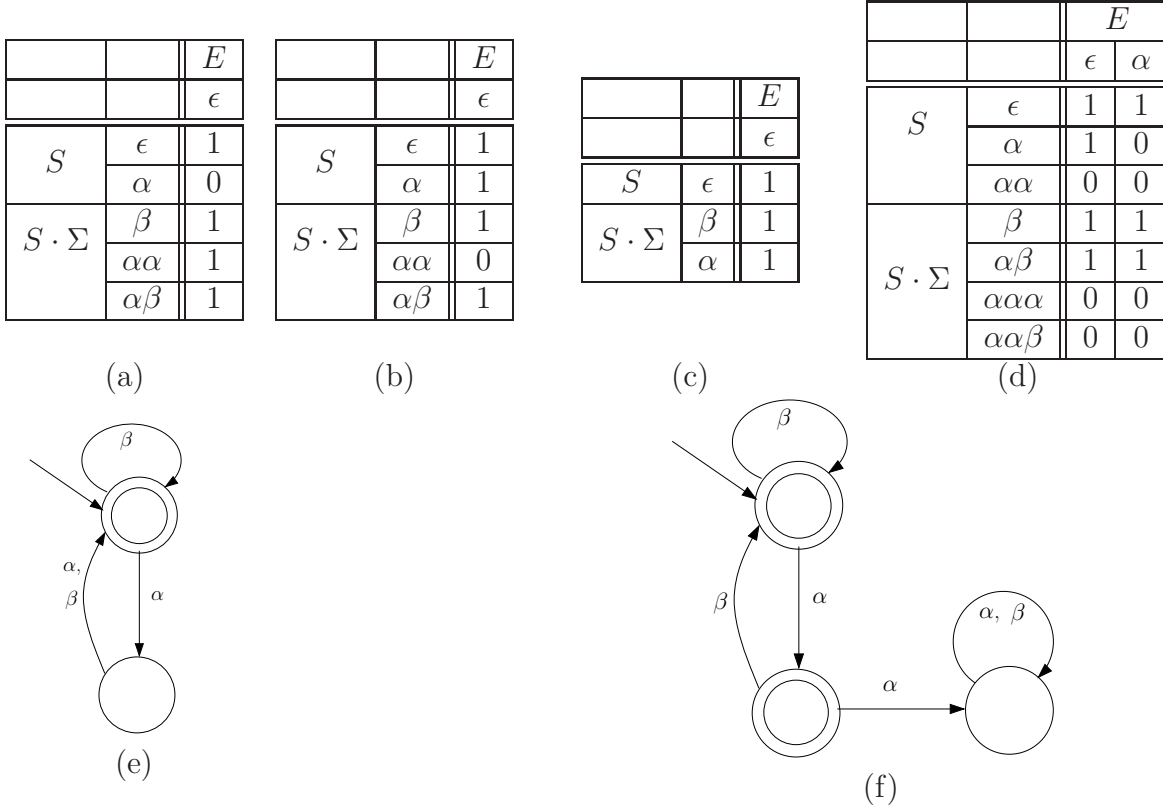 E
ϵ
S ϵ 1
α 0
S · Σ β 1
αα 1
αβ 1
(a)
E
ϵ
S ϵ 1
α 1
S · Σ β 1
αα 0
αβ 1
(b)
E
ϵ
S ϵ 1
S · Σ β 1
α 1
(c)
E
ϵ α
S ϵ 1 1
α 1 0
αα 0 0
S · Σ β 1 1
αβ 1 1
ααα 0 0
ααβ 0 0
(d)
β
α,
β
α
(e)
β
β
α
α
α, β
(f)